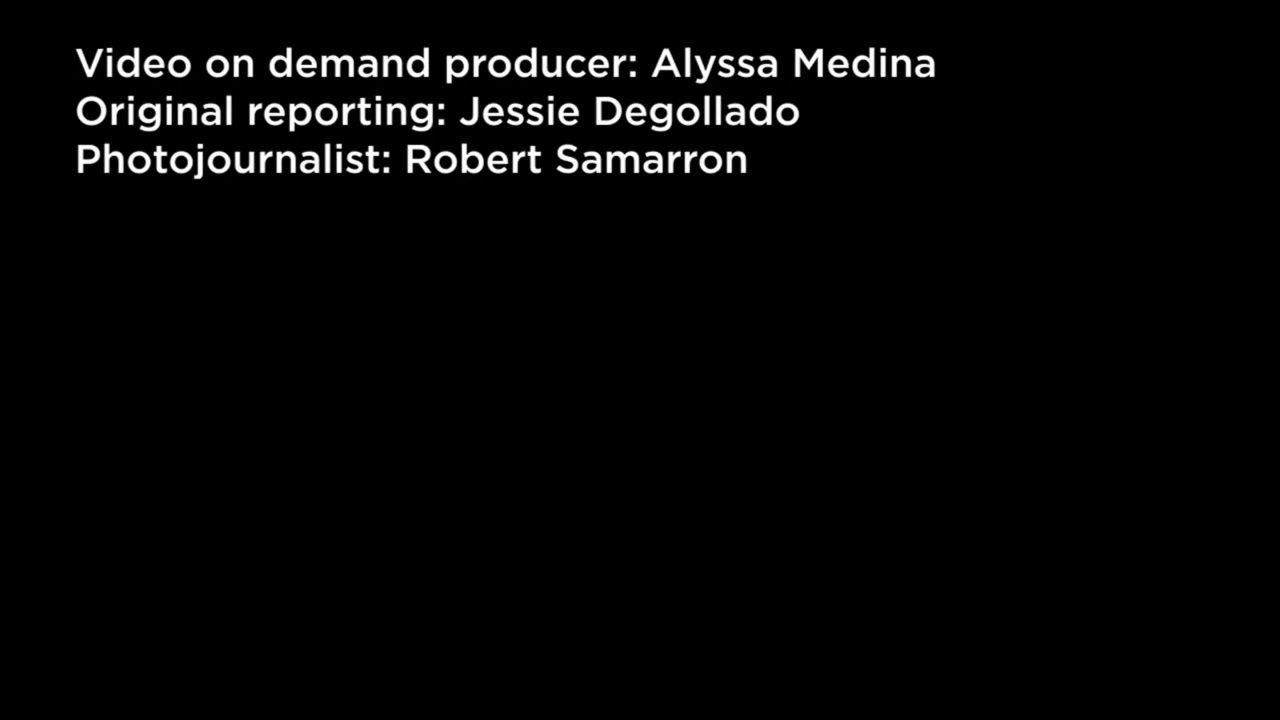 Video on demand producer: Alyssa Medina
Original reporting: Jessie Degollado
Photojournalist: Robert Samarron